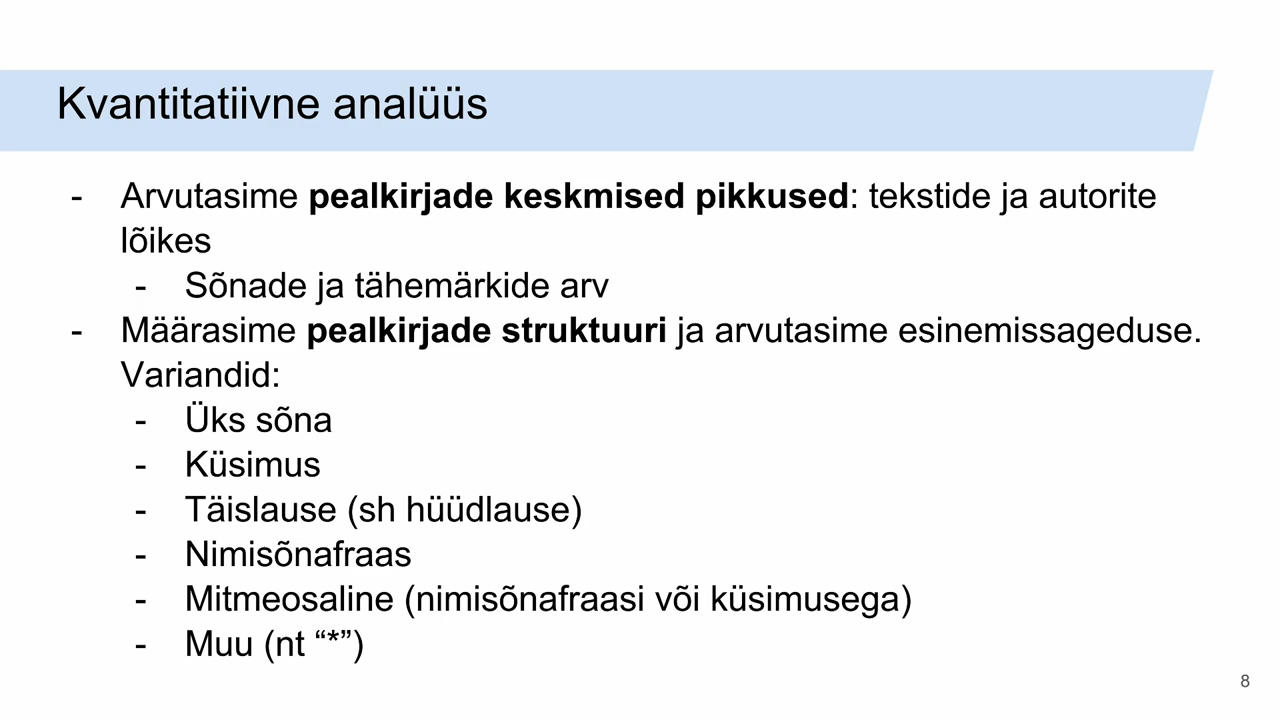 Kvantitatiivne analüüs
- Arvutasime pealkirjade keskmised pikkused: tekstide ja autorite
lõikes
- Sõnade ja tähemärkide arv
- Määrasime pealkirjade struktuuri ja arvutasime esinemissageduse.
Variandid:
- Üks sõna
- Küsimus
- Täislause (sh hüüdlause)
- Nimisõnafraas
- Mitmeosaline (nimisõnafraasi või küsimusega)
- Muu (nt “*”)
8